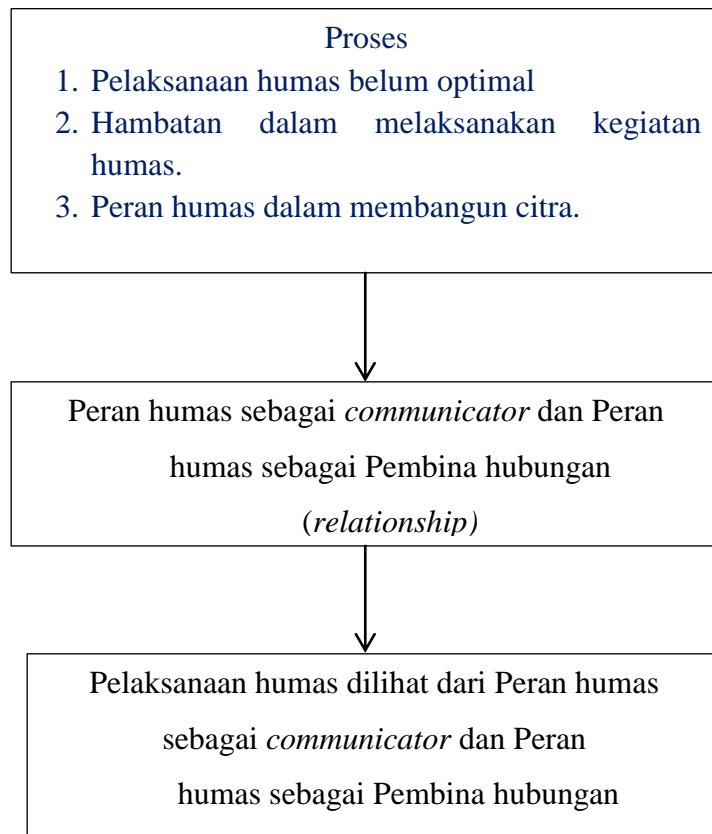 Proses
1. Pelaksanaan humas belum optimal
2. Hambatan dalam melaksanakan kegiatan
humas.
3. Peran humas dalam membangun citra.
Peran humas sebagai communicator dan Peran
humas sebagai Pembina hubungan
(relationship)
Pelaksanaan humas dilihat dari Peran humas
sebagai communicator dan Peran
humas sebagai Pembina hubungan